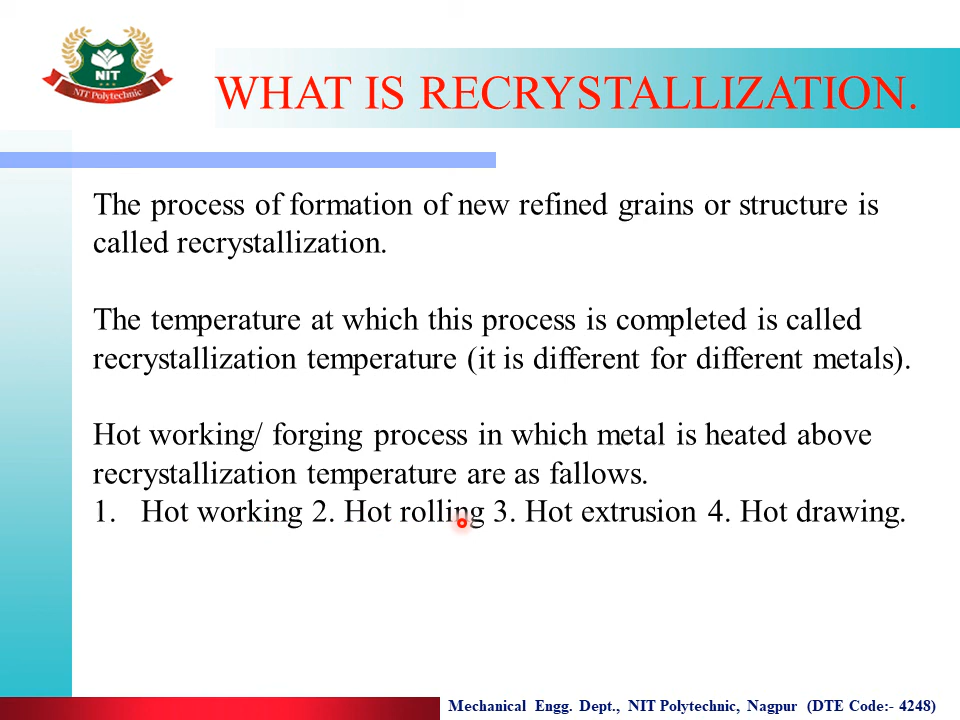 NIT
NIT Polytechnic
WHAT IS RECRYSTALLIZATION.
The process of formation of new refined grains or structure is
called recrystallization.
The temperature at which this process is completed is called
recrystallization temperature (it is different for different metals).
Hot working/ forging process in which metal is heated above
recrystallization temperature are as fallows.
1. Hot working 2. Hot rolling 3. Hot extrusion 4. Hot drawing.
Mechanical Engg. Dept., NIT Polytechnic, Nagpur (DTE Code:- 4248)